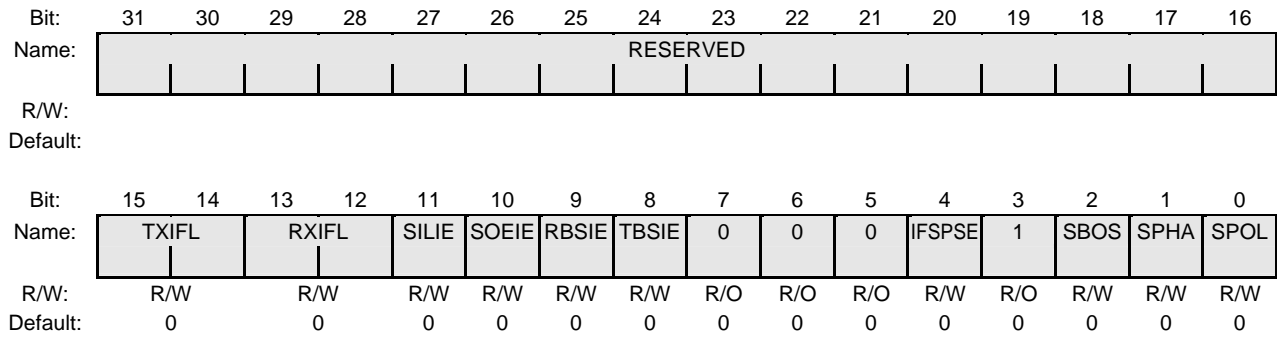 Bit: 31 30 29 28 27 26 25 24 23 22 21 20 19 18 17 16
Name: RESERVED
R/W:
Default:
Bit: 15 14 13 12 11 10 9 8 7 6 5 4 3 2 1 0
Name: TXIFL RXIFL SILIE SOEIE RBSIE TBSIE 0 0 0 IFSPSE 1 SBOS SPHA SPOL
R/W: R/W R/W R/W R/W R/W R/W R/O R/O R/O R/W R/O R/W R/W R/W
Default: 0 0 0 0 0 0 0 0 0 0 0 0 0 0